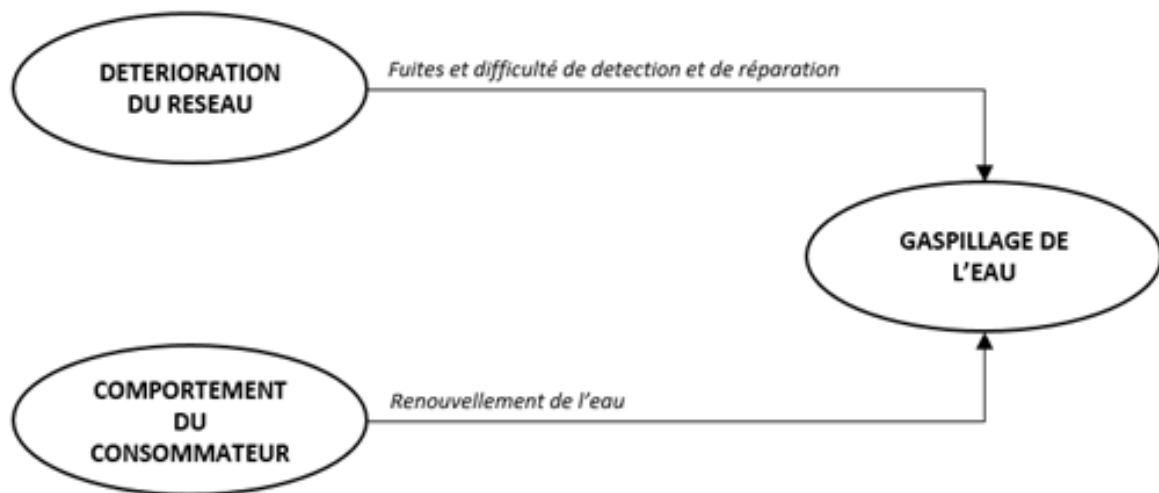 DETERIORATION
DU RESEAU
Fuites et difficulté de detection et de réparation
GASPILLAGE DE
L'EAU
COMPORTEMENT
DU
CONSOMMATEUR
Renouvellement de l'eau